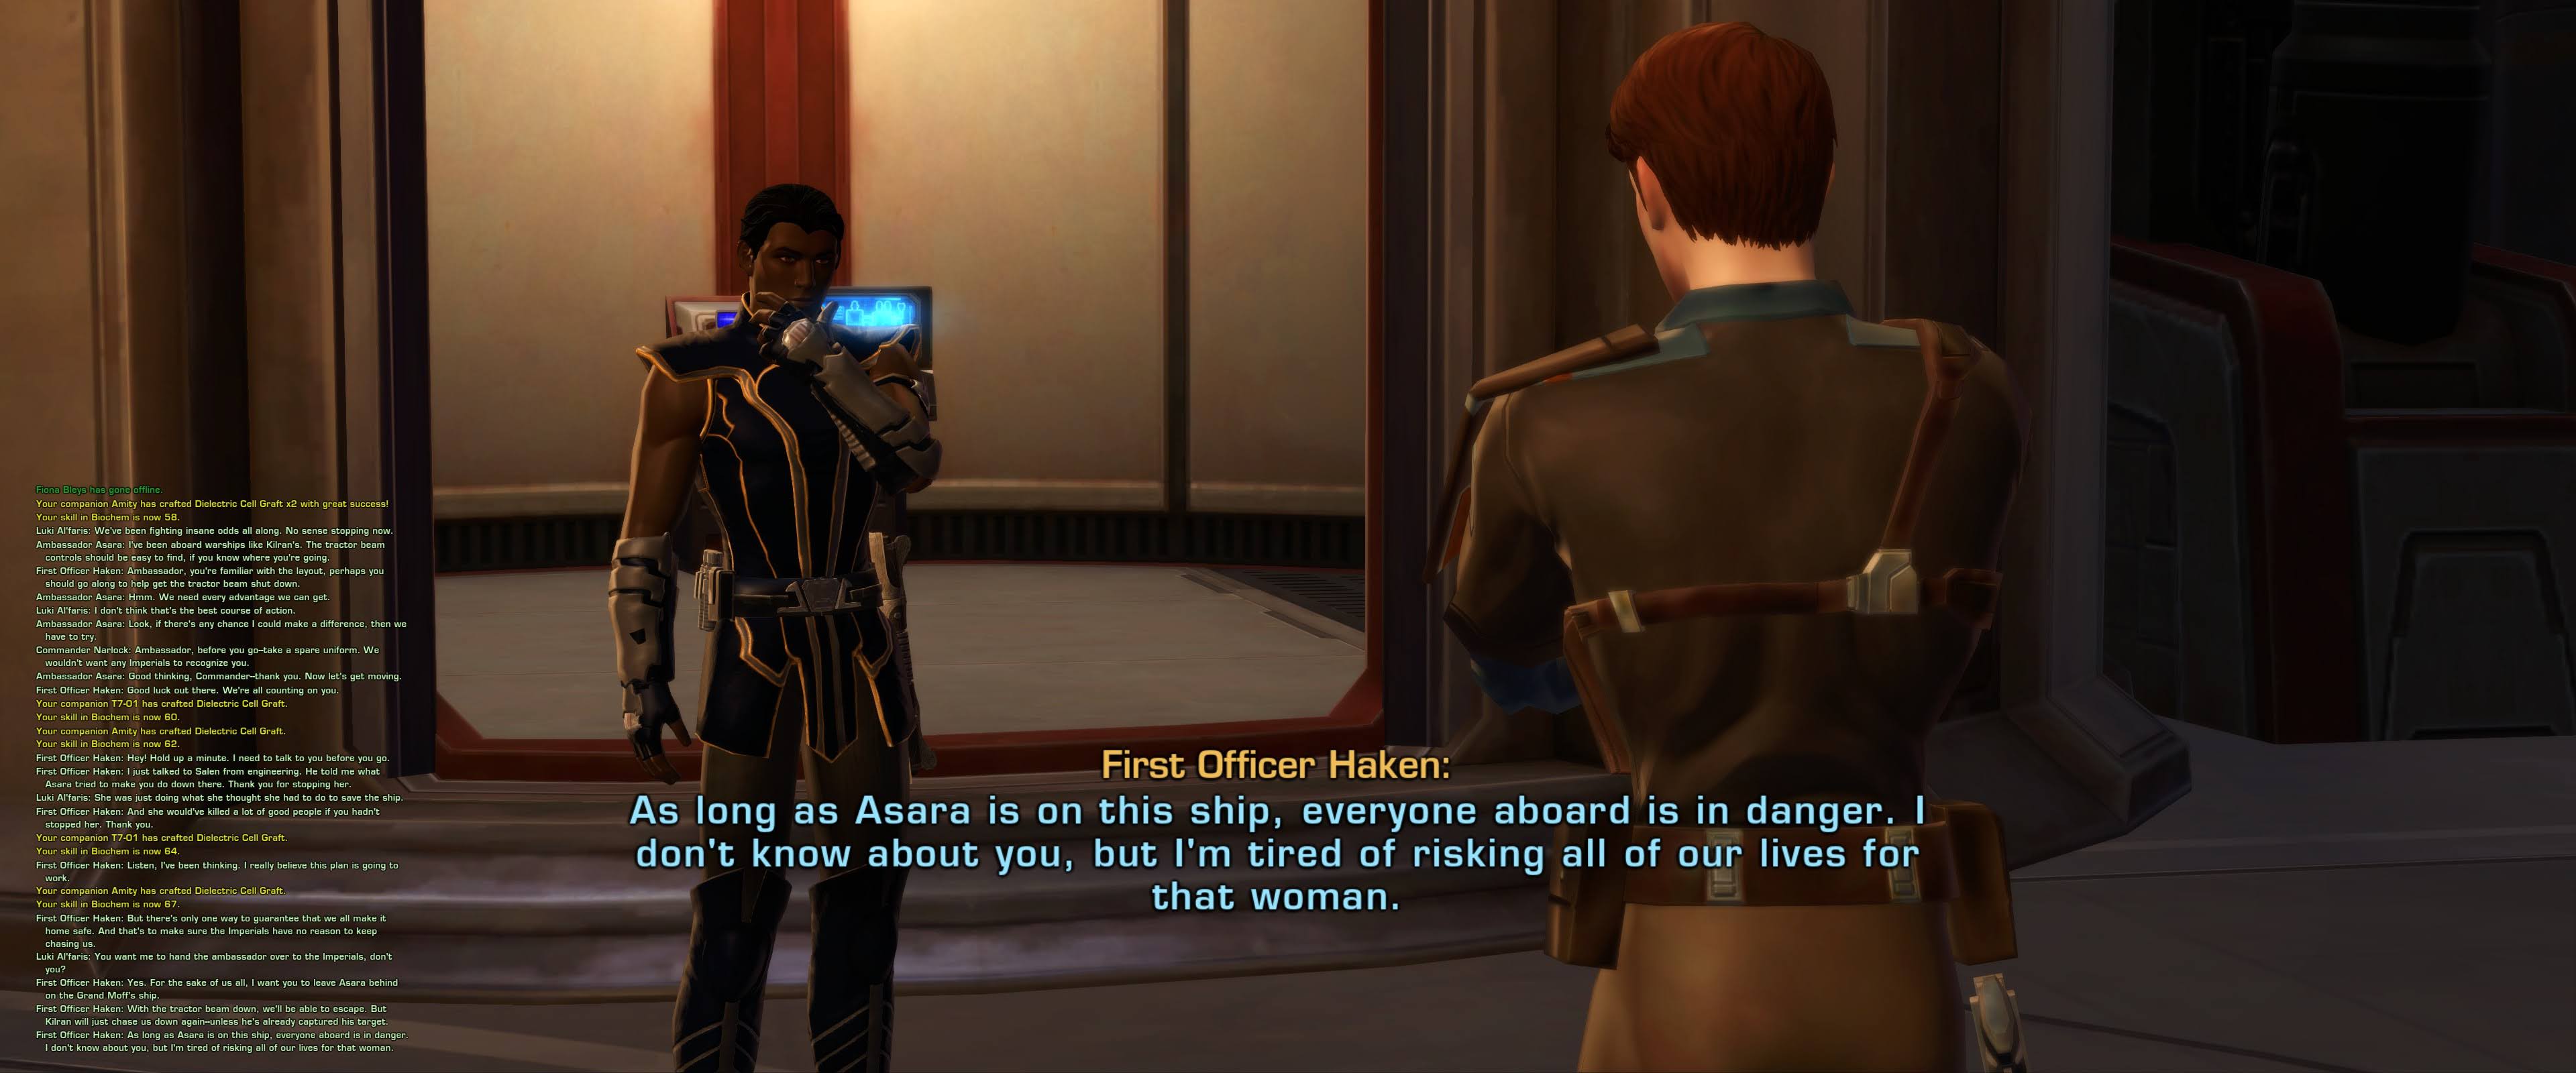 Fiona Bleys has gone offline.
Your companion Amity has crafted Dielectric Cell Graft x2 with great success!
Your skill in Biochem is now 58.
Luki Al'faris: We've been fighting insane odds all along. No sense stopping now.
Ambassador Asara: I've been aboard warships like Kilran's. The tractor beam
controls should be easy to find, if you know where you're going.
First Officer Haken: Ambassador, you're familiar with the layout, perhaps you
should go along to help get the tractor beam shut down.
Ambassador Asara: Hmm. We need every advantage we can get.
Luki Al'faris: I don't think that's the best course of action.
Ambassador Asara: Look, if there's any chance I could make a difference, then we
have to try.
Commander Narlock: Ambassador, before you go—take a spare uniform. We
wouldn't want any Imperials to recognize you.
Ambassador Asara: Good thinking, Commander—thank you. Now let's get moving.
First Officer Haken: Good luck out there. We're all counting on you.
Your companion T7-O1 has crafted Dielectric Cell Graft.
Your skill in Biochem is now 60.
Your companion Amity has crafted Dielectric Cell Graft.
Your skill in Biochem is now 62.
First Officer Haken: Hey! Hold up a minute. I need to talk to you before you go.
First Officer Haken: I just talked to Salen from engineering. He told me what
Asara tried to make you do down there. Thank you for stopping her.
Luki Al'faris: She was just doing what she thought she had to do to save the ship.
First Officer Haken: And she would've killed a lot of good people if you hadn't
stopped her. Thank you.
Your companion T7-O1 has crafted Dielectric Cell Graft.
Your skill in Biochem is now 64.
First Officer Haken: Listen, I've been thinking. I really believe this plan is going to
work.
Your companion Amity has crafted Dielectric Cell Graft.
Your skill in Biochem is now 67.
First Officer Haken: But there's only one way to guarantee that we all make it
home safe. And that's to make sure the Imperials have no reason to keep
chasing us.
Luki Al'faris: You want me to hand the ambassador over to the Imperials, don't
you?
First Officer Haken: Yes. For the sake of us all, I want you to leave Asara behind
on the Grand Moff's ship.
First Officer Haken: With the tractor beam down, we'll be able to escape. But
Kilran will just chase us down again—unless he's already captured his target.
First Officer Haken: As long as Asara is on this ship, everyone aboard is in danger.
I don't know about you, but I'm tired of risking all of our lives for that woman.
First Officer Haken:
As long as Asara is on this ship, everyone aboard is in danger. I
don't know about you, but I'm tired of risking all of our lives for
that woman.